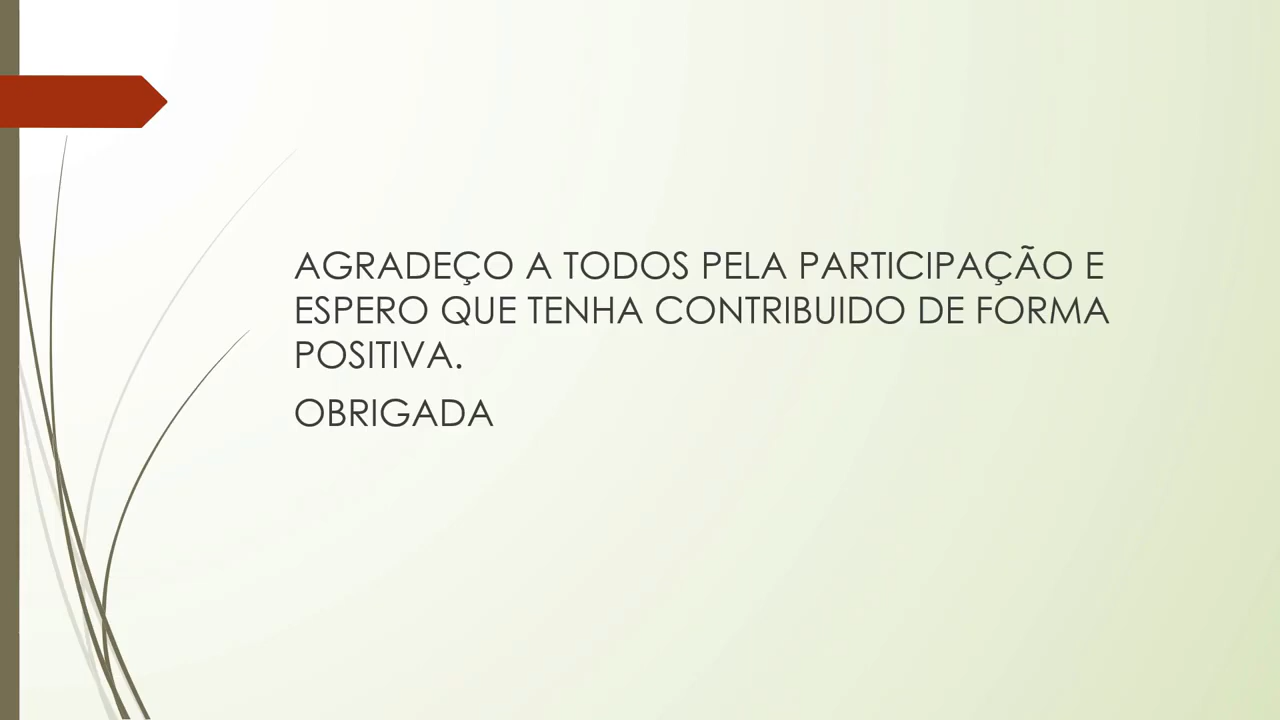 AGRADEÇO A TODOS PELA PARTICIPAÇÃO E
ESPERO QUE TENHA CONTRIBUIDO DE FORMA
POSITIVA.
OBRIGADA